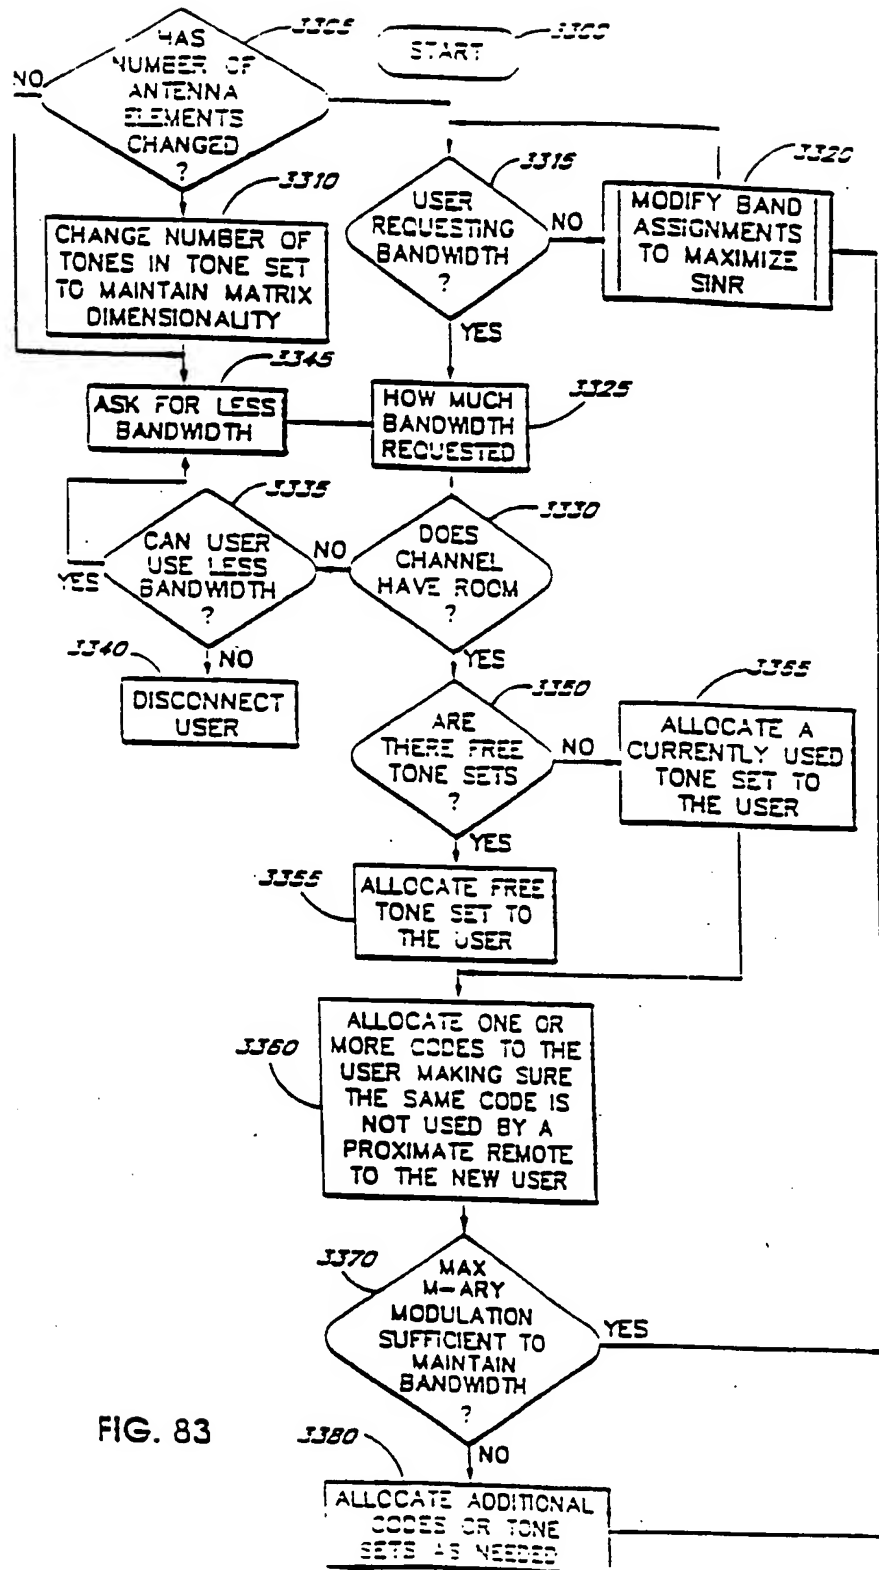 3305
HAS
NUMBER OF
ANTENNA
ELEMENTS
CHANGED
?
NO
START
3300
3310
CHANGE NUMBER OF
TONES IN TONE SET
TO MAINTAIN MATRIX
DIMENSIONALITY
3315
USER
REQUESTING
BANDWIDTH
?
NO
YES
3320
MODIFY BAND
ASSIGNMENTS
TO MAXIMIZE
SINR
3345
ASK FOR LESS
BANDWIDTH
3325
HOW MUCH
BANDWIDTH
REQUESTED
3335
CAN USER
USE LESS
BANDWIDTH
?
YES
NO
3330
DOES
CHANNEL
HAVE ROOM
?
NO
YES
3340
DISCONNECT
USER
3350
ARE
THERE FREE
TONE SETS
?
NO
YES
3365
ALLOCATE A
CURRENTLY USED
TONE SET TO
THE USER
3355
ALLOCATE FREE
TONE SET TO
THE USER
3360
ALLOCATE ONE OR
MORE CODES TO THE
USER MAKING SURE
THE SAME CODE IS
NOT USED BY A
PROXIMATE REMOTE
TO THE NEW USER
3370
MAX
M-ARY
MODULATION
SUFFICIENT TO
MAINTAIN
BANDWIDTH
?
YES
NO
FIG. 83
3380
ALLOCATE ADDITIONAL
CODES OR TONE
SETS AS NEEDED